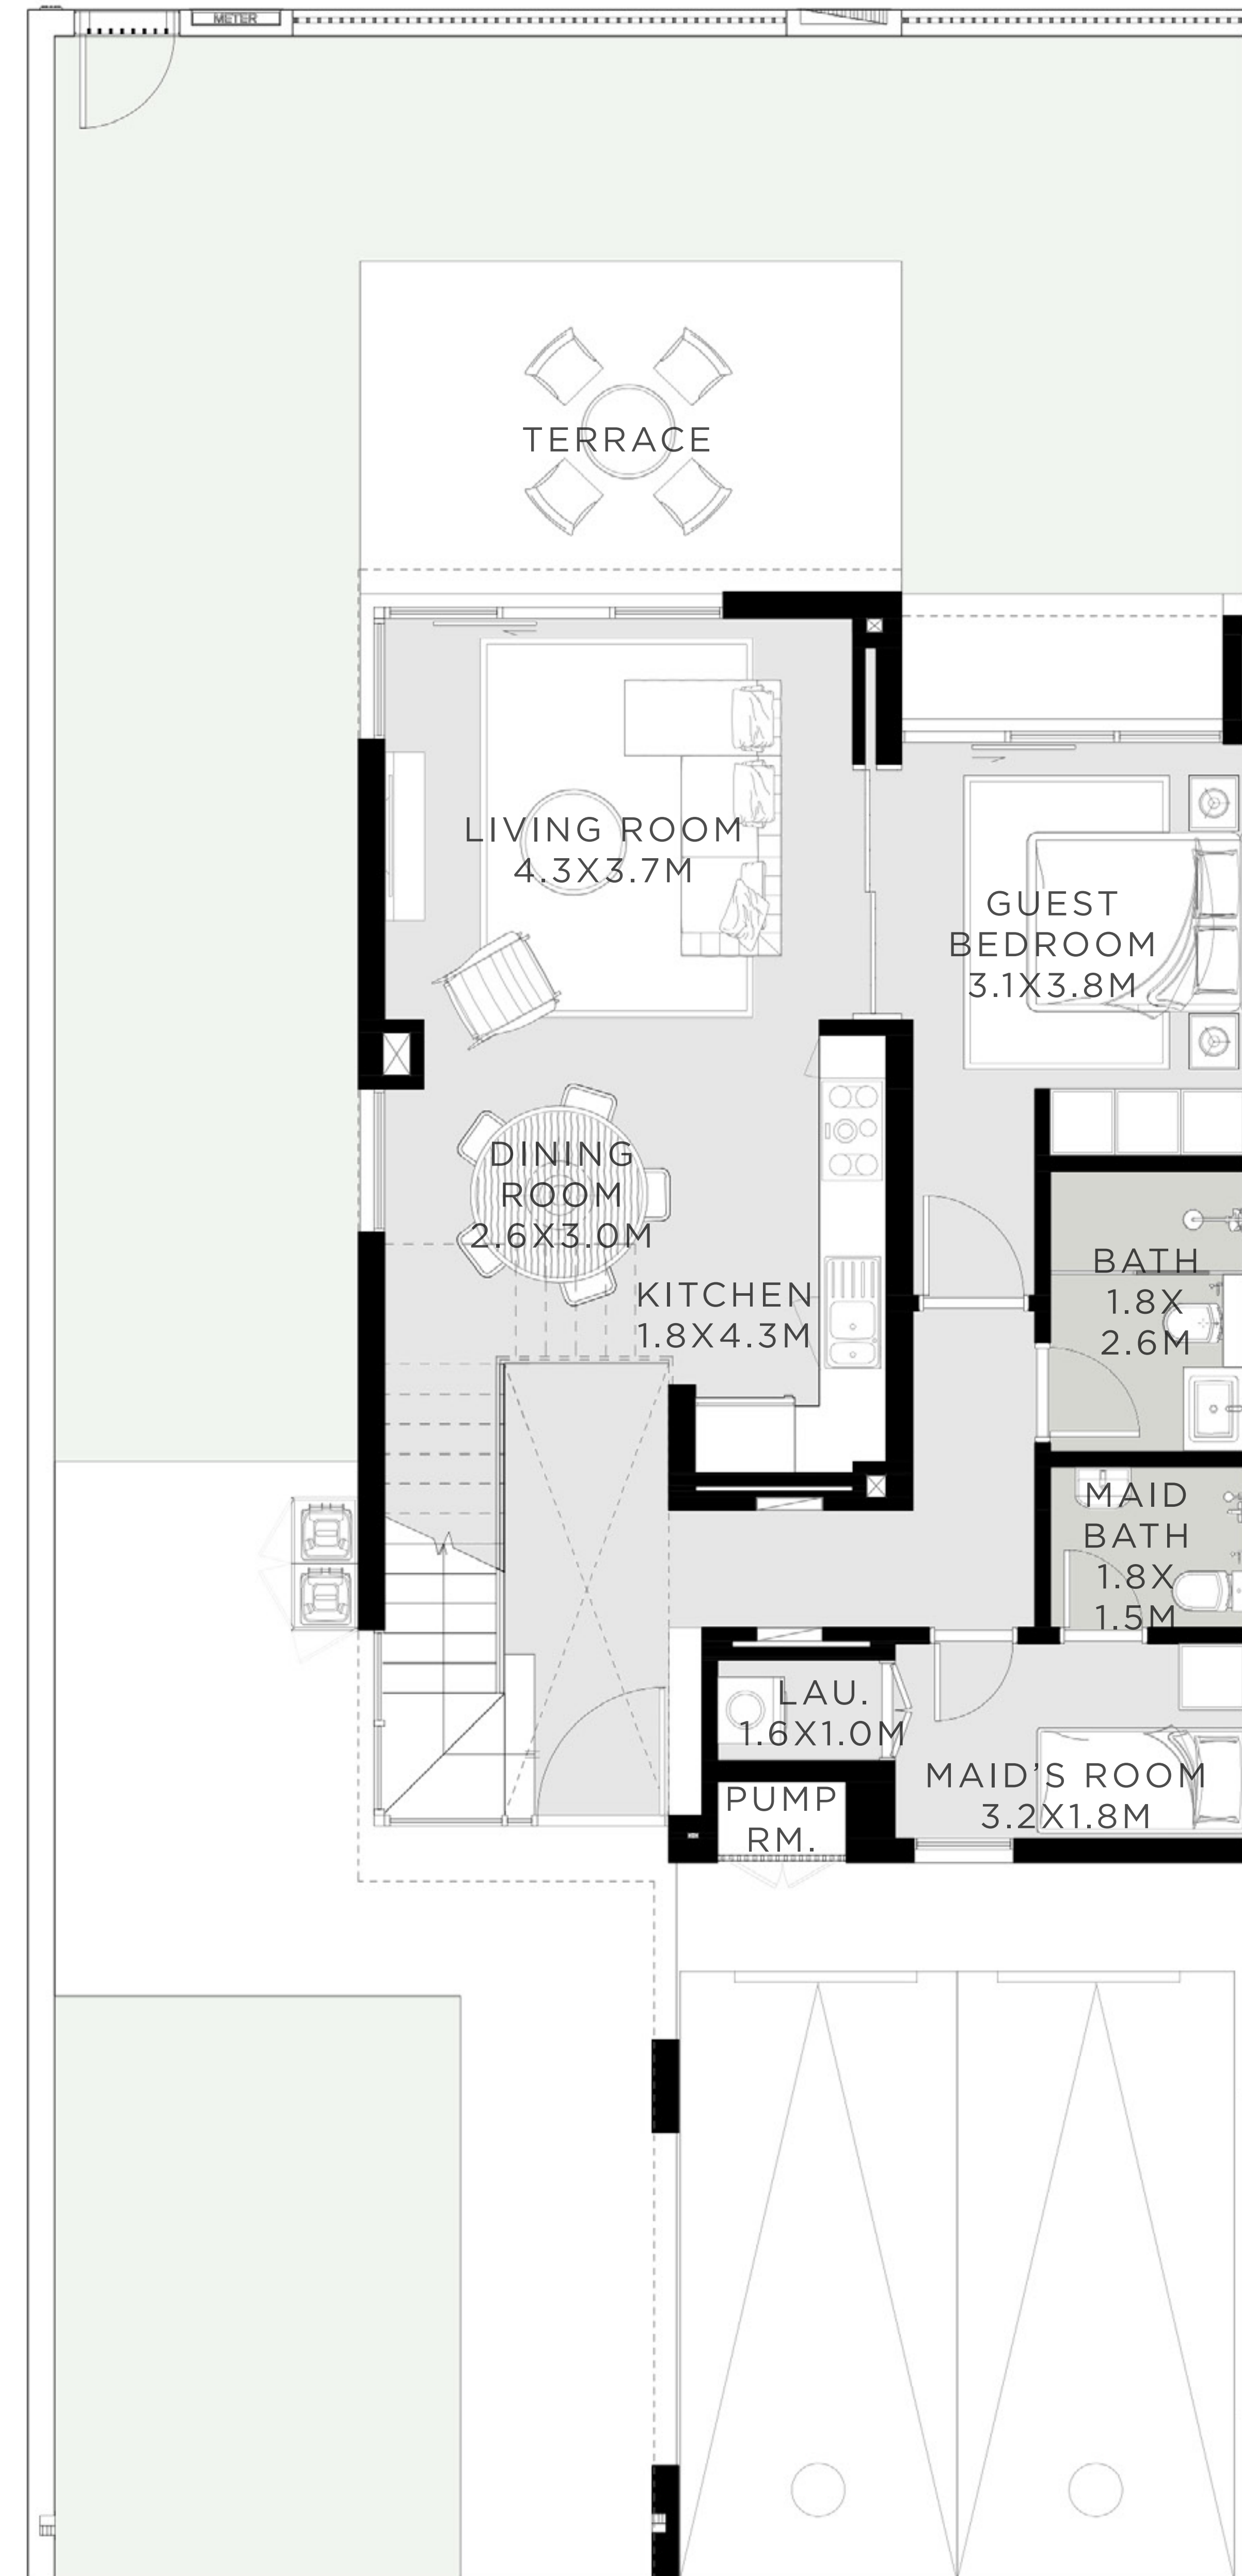 METER
TERRACE
LIVING ROOM
4.3X3.7M
GUEST
BEDROOM
3.1X3.8M
DINING
ROOM
2.6X3.0M
KITCHEN
1.8X4.3M
BATH
1.8X
2.6M
MAID
BATH
1.8X
1.5M
LAU.
1.6X1.0M
MAID'S ROOM
3.2X1.8M
PUMP
RM.